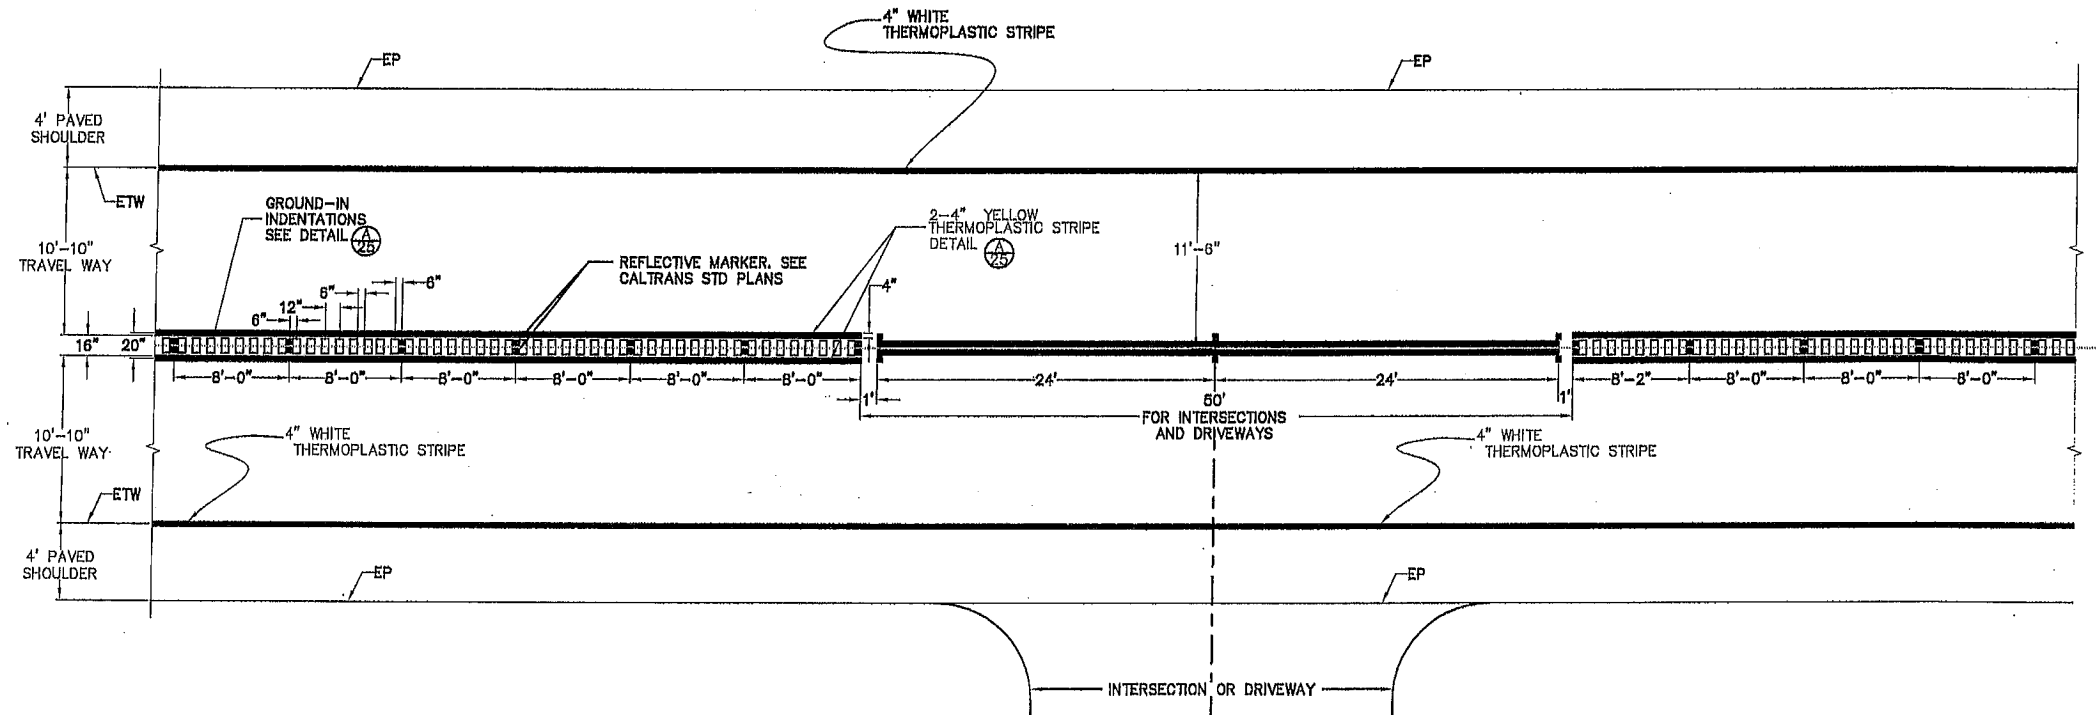 4" WHITE
THERMOPLASTIC STRIPE
EP
EP
4' PAVED
SHOULDER
ETW
GROUND-IN
INDENTATIONS
SEE DETAIL A
25
2-4" YELLOW
THERMOPLASTIC STRIPE
DETAIL A
25
10'-10"
TRAVEL WAY
REFLECTIVE MARKER. SEE
CALTRANS STD PLANS
11'-6"
6"
12"
6"
6"
4"
16"
20"
8'-0"
8'-0"
8'-0"
8'-0"
8'-0"
8'-0"
24'
24'
8'-2"
8'-0"
8'-0"
8'-0"
1'
50'
1'
FOR INTERSECTIONS
AND DRIVEWAYS
10'-10"
TRAVEL WAY
4" WHITE
THERMOPLASTIC STRIPE
4" WHITE
THERMOPLASTIC STRIPE
ETW
4' PAVED
SHOULDER
EP
EP
INTERSECTION OR DRIVEWAY